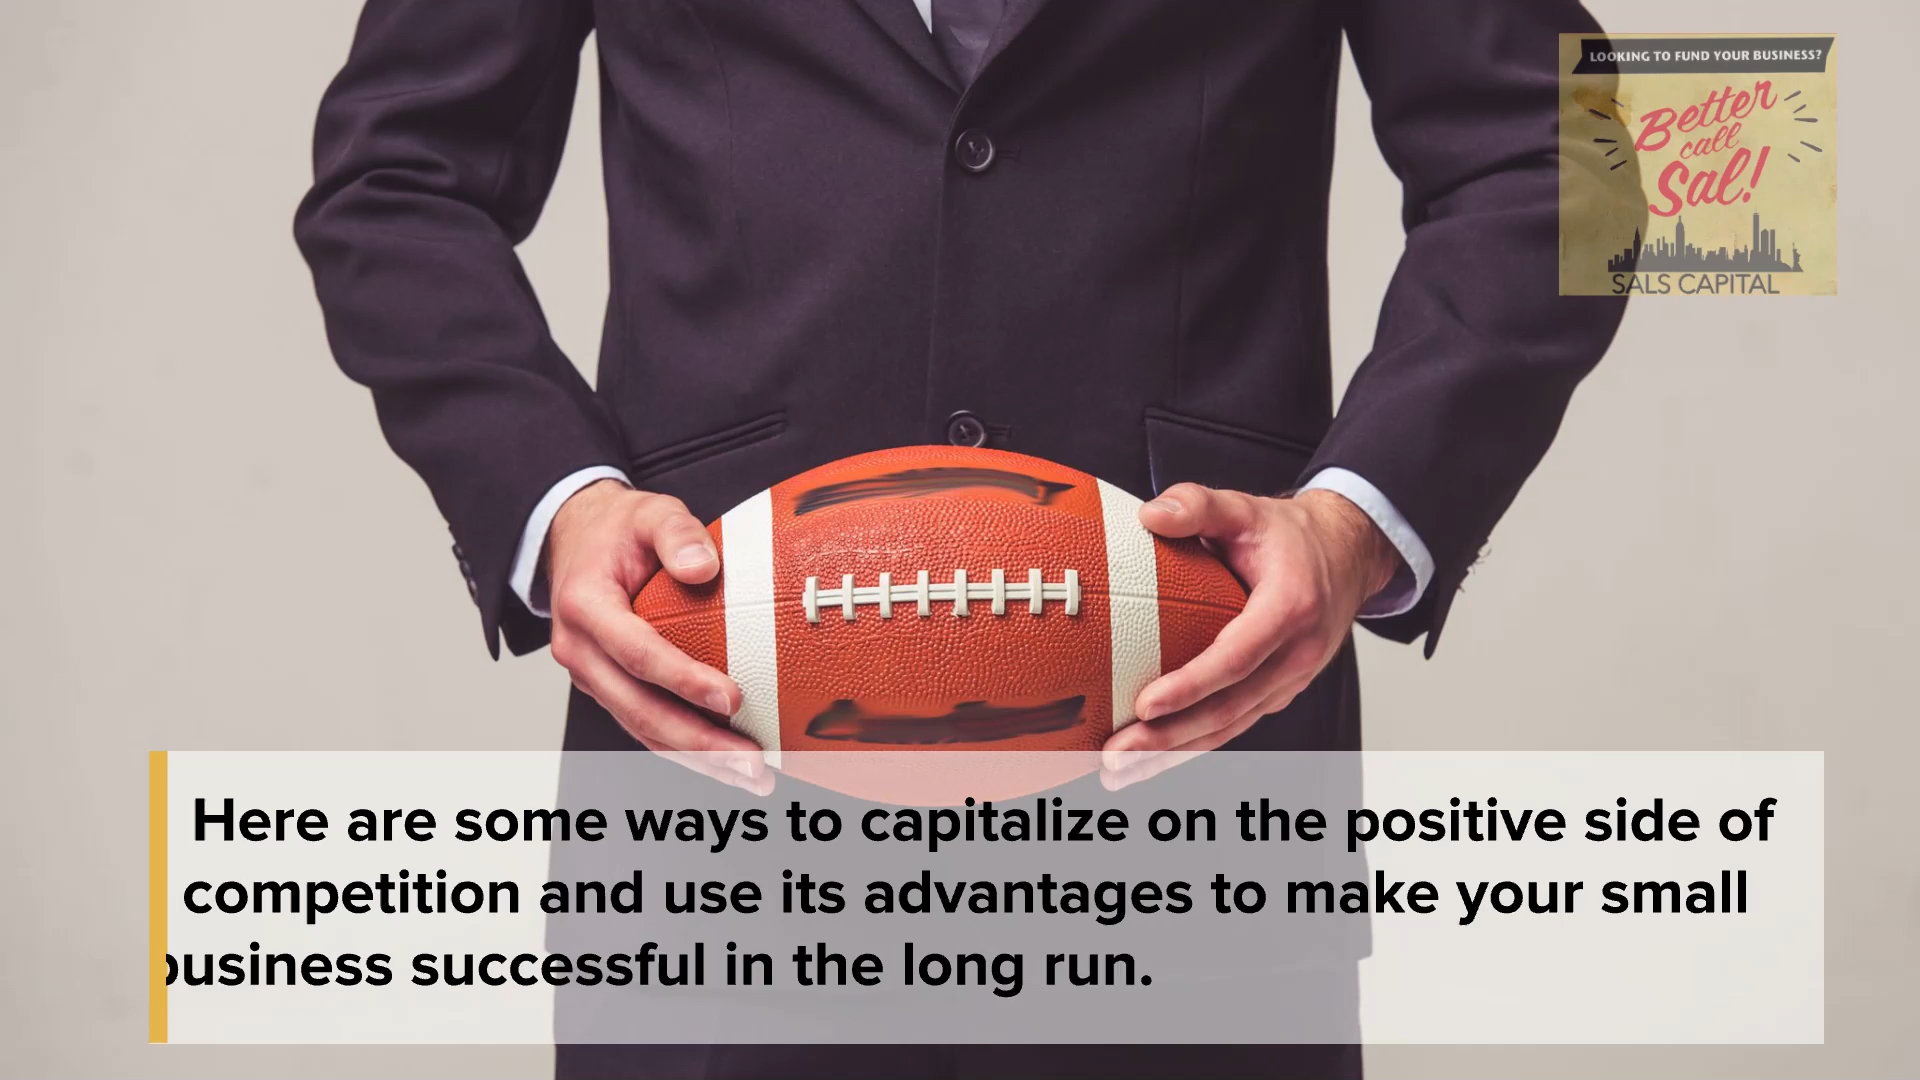 LOOKING TO FUND YOUR BUSINESS?
Better
call
Sal!
SALS CAPITAL
Here are some ways to capitalize on the positive side of
competition and use its advantages to make your small
business successful in the long run.